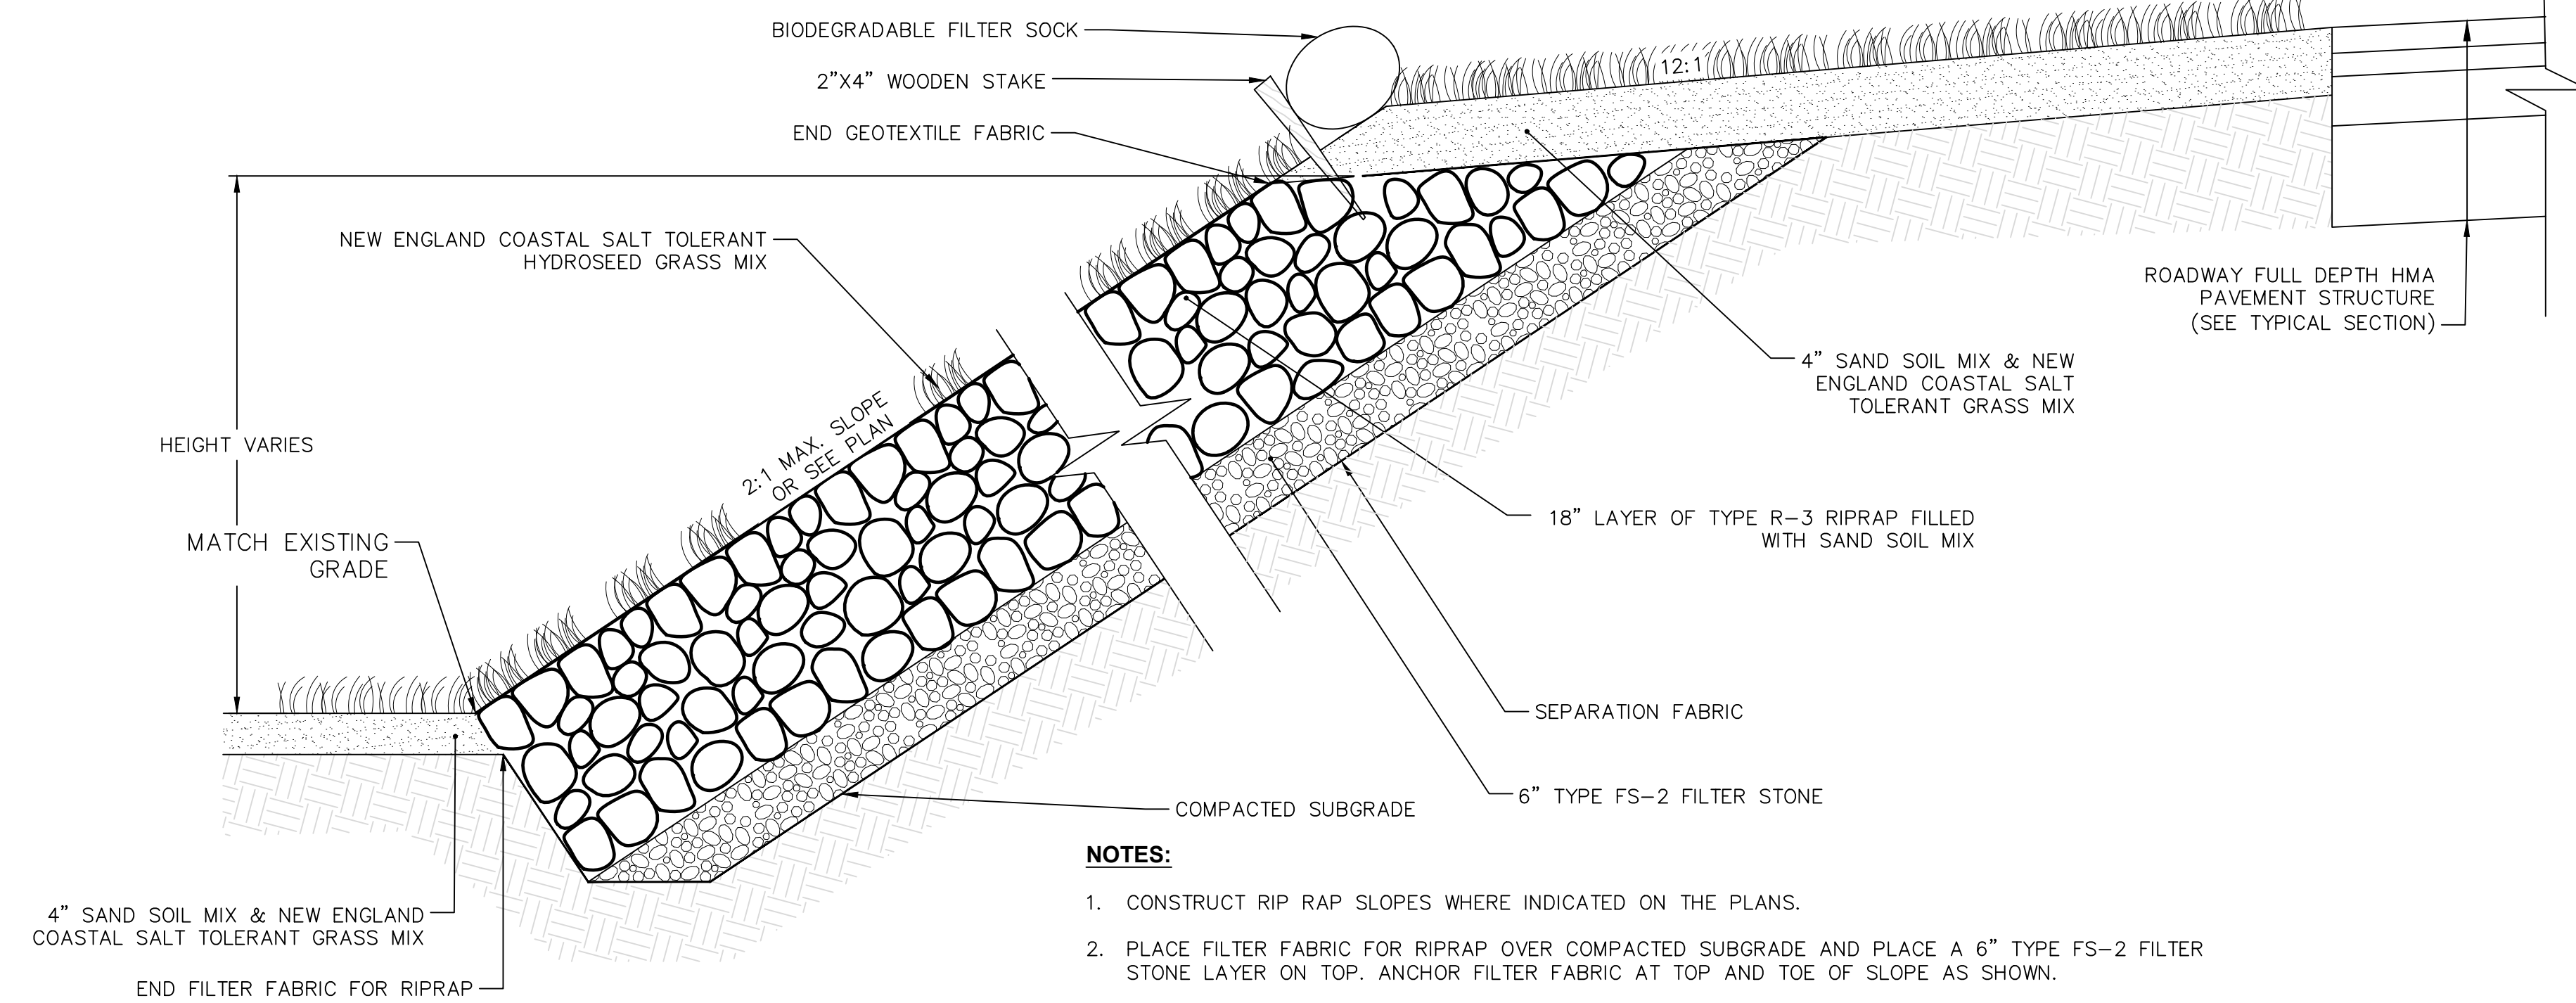 BIODEGRADABLE FILTER SOCK
2”X4” WOODEN STAKE
END GEOTEXTILE FABRIC
12:1
NEW ENGLAND COASTAL SALT TOLERANT
HYDROSEED GRASS MIX
ROADWAY FULL DEPTH HMA
PAVEMENT STRUCTURE
(SEE TYPICAL SECTION)
4” SAND SOIL MIX & NEW
ENGLAND COASTAL SALT
TOLERANT GRASS MIX
2:1 MAX. SLOPE
OR SEE PLAN
HEIGHT VARIES
MATCH EXISTING
GRADE
18” LAYER OF TYPE R-3 RIPRAP FILLED
WITH SAND SOIL MIX
SEPARATION FABRIC
6” TYPE FS-2 FILTER STONE
COMPACTED SUBGRADE
4” SAND SOIL MIX & NEW ENGLAND
COASTAL SALT TOLERANT GRASS MIX
END FILTER FABRIC FOR RIPRAP
NOTES:
1. CONSTRUCT RIP RAP SLOPES WHERE INDICATED ON THE PLANS.
2. PLACE FILTER FABRIC FOR RIPRAP OVER COMPACTED SUBGRADE AND PLACE A 6” TYPE FS-2 FILTER
STONE LAYER ON TOP. ANCHOR FILTER FABRIC AT TOP AND TOE OF SLOPE AS SHOWN.